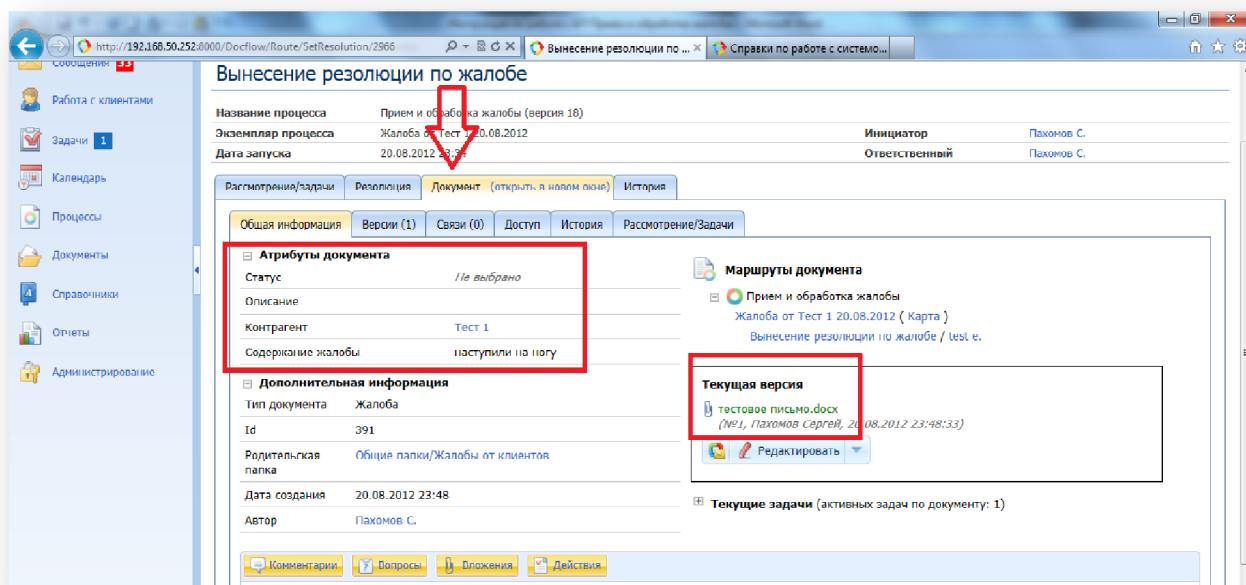 http://192.168.50.252:8000/Docflow/Route/SetResolution/2966
Вынесение резолюции по ... ×
Справки по работе с системо...
Сообщения 33
Работа с клиентами
Задачи 1
Календарь
Процессы
Документы
Справочники
Отчеты
Администрирование
Вынесение резолюции по жалобе
Название процесса Прием и обработка жалобы (версия 18)
Экземпляр процесса Жалоба от Тест 1 20.08.2012 Инициатор Пахомов С.
Дата запуска 20.08.2012 23:34 Ответственный Пахомов С.
Рассмотрение/задачи Резолюция Документ (открыть в новом окне) История
Общая информация Версии (1) Связи (0) Доступ История Рассмотрение/Задачи
Атрибуты документа
Статус Не выбрано
Описание
Контрагент Тест 1
Содержание жалобы наступили на ногу
Дополнительная информация
Тип документа Жалоба
Id 391
Родительская папка Общие папки/Жалобы от клиентов
Дата создания 20.08.2012 23:48
Автор Пахомов С.
Маршруты документа
Прием и обработка жалобы
Жалоба от Тест 1 20.08.2012 ( Карта )
Вынесение резолюции по жалобе / test e.
Текущая версия
тестовое письмо.docx
(№1, Пахомов Сергей, 20.08.2012 23:48:33)
Редактировать
Текущие задачи (активных задач по документу: 1)
Комментарии Вопросы Вложения Действия